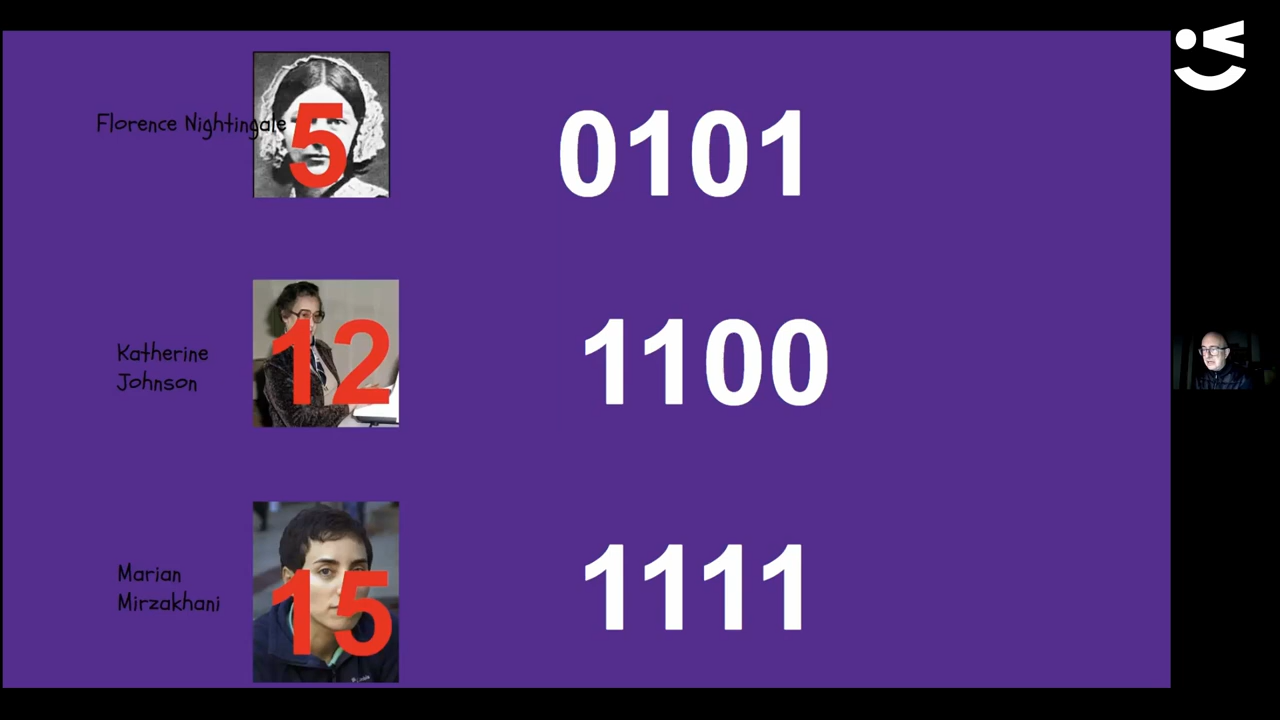 Florence Nightingale
5
0101
Katherine
Johnson
12
1100
Marian
Mirzakhani
15
1111